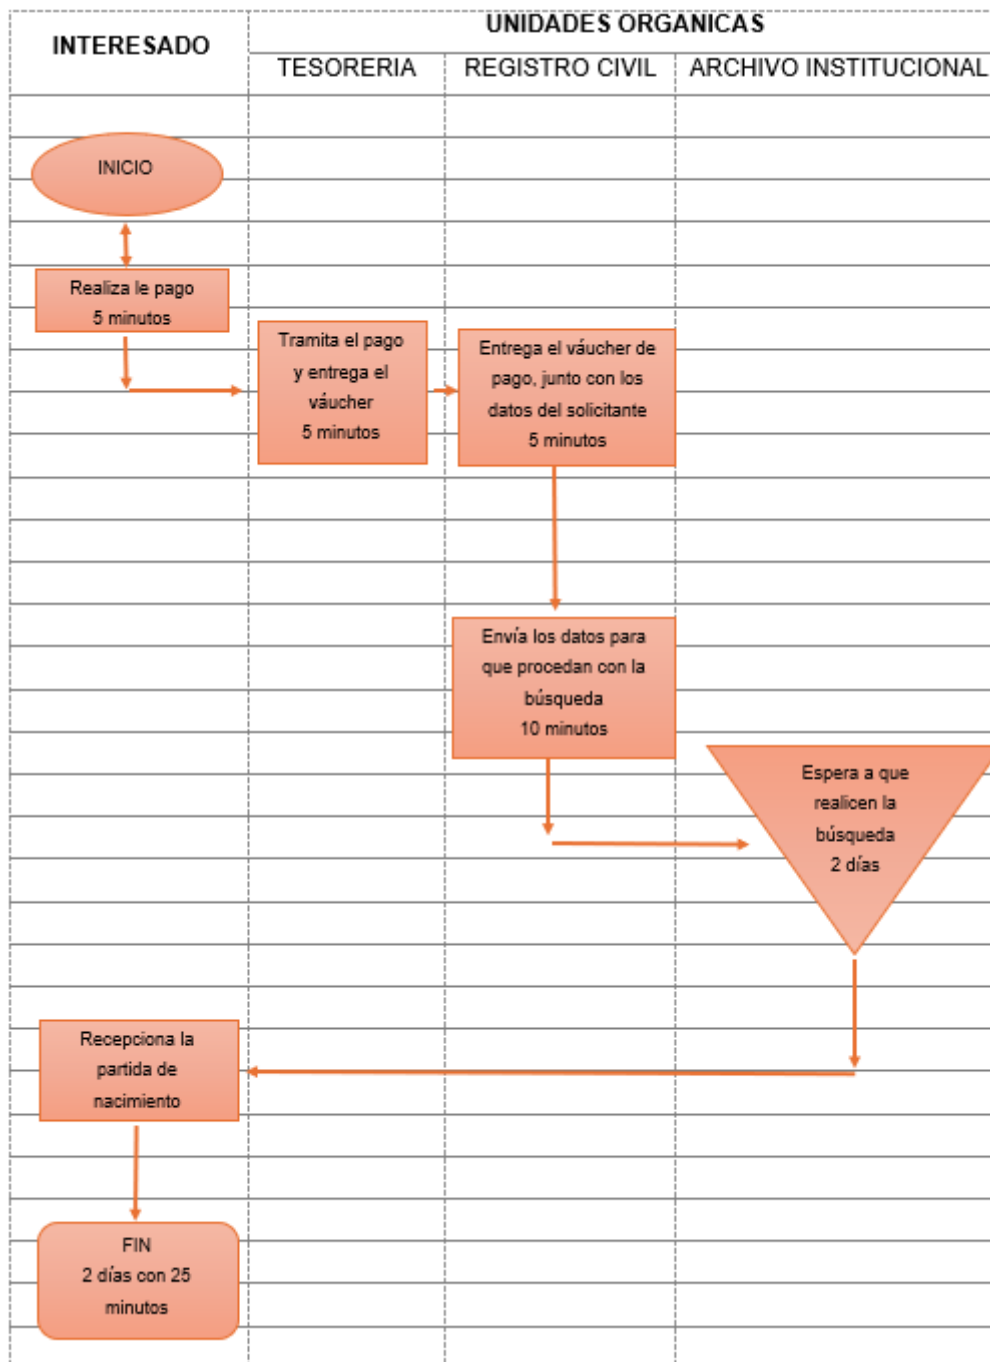 INTERESADO
UNIDADES ORGANICAS
TESORERIA
REGISTRO CIVIL
ARCHIVO INSTITUCIONAL
INICIO
Realiza le pago
5 minutos
Tramita el pago
y entrega el
váucher
5 minutos
Entrega el váucher de
pago, junto con los
datos del solicitante
5 minutos
Envía los datos para
que procedan con la
búsqueda
10 minutos
Espera a que
realicen la
búsqueda
2 días
Recepciona la
partida de
nacimiento
FIN
2 días con 25
minutos